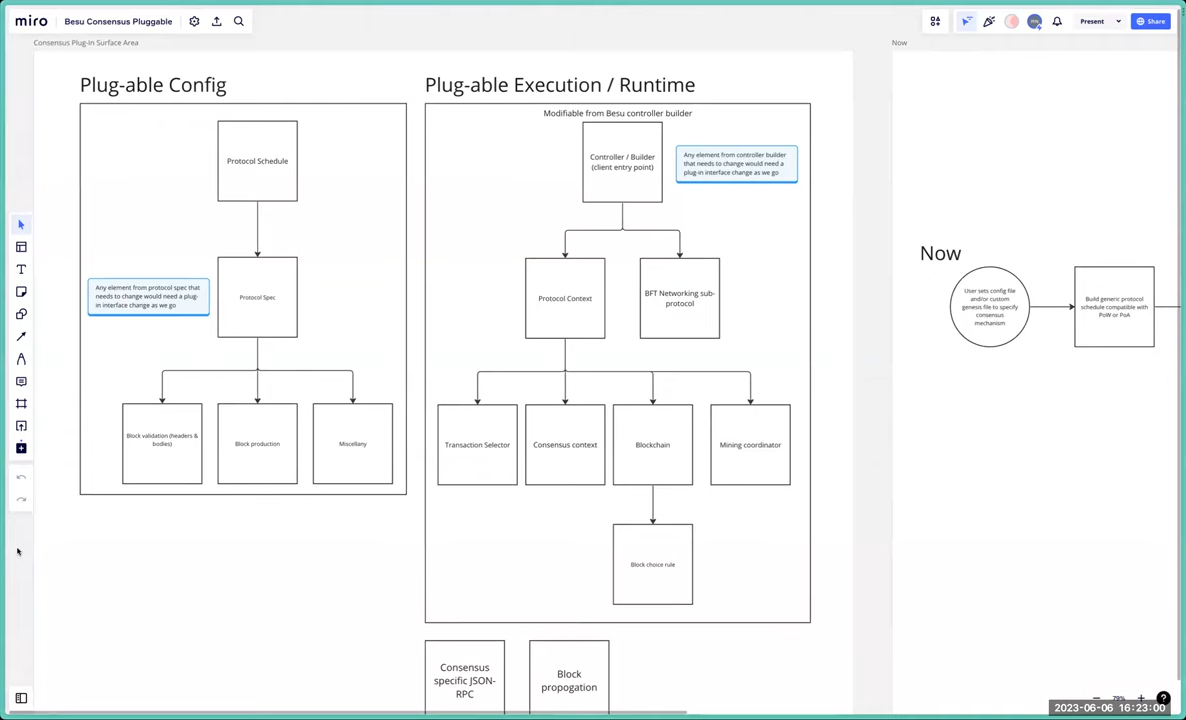 miro
Besu Consensus Pluggable
Present
Share
Consensus Plug-In Surface Area
Now
Plug-able Config
Plug-able Execution / Runtime
Modifiable from Besu controller builder
Protocol Schedule
Controller / Builder
(client entry point)
Any element from controller builder
that needs to change would need a
plug-in interface change as we go
Any element from protocol spec that
needs to change would need a plug-
in interface change as we go
Protocol Spec
Protocol Context
BFT Networking sub-
protocol
Now
User sets config file
and/or custom
genesis file to specify
consensus
mechanism
Build generic protocol
schedule compatible with
PoW or PoA
Block validation (headers &
bodies)
Block production
Miscellany
Transaction Selector
Consensus context
Blockchain
Mining coordinator
Block choice rule
Consensus
specific JSON-
RPC
Block
propogation
79%
2023-06-06 16:23:00